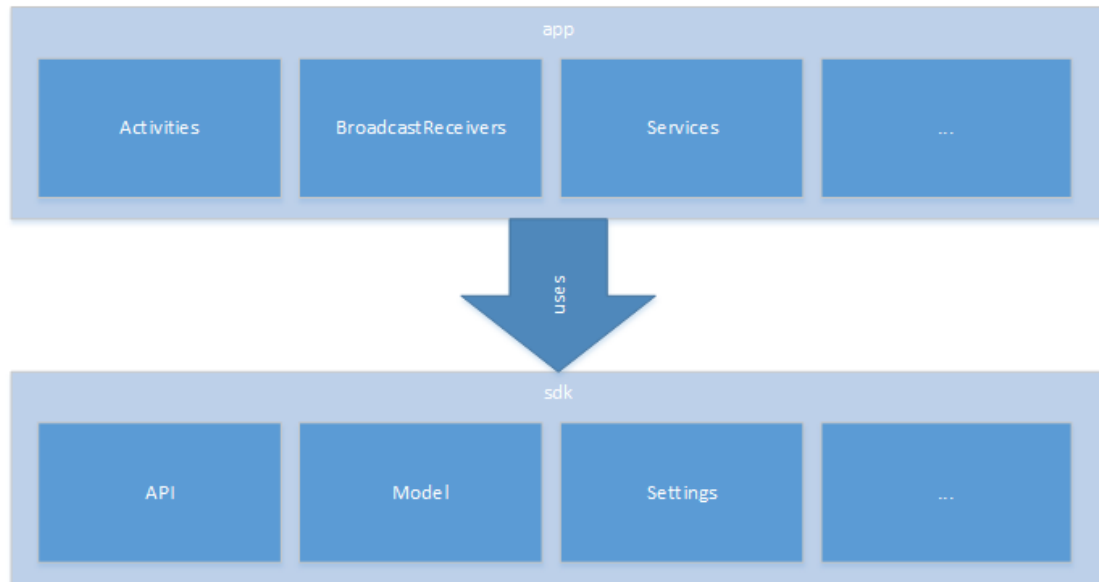 app
Activities
BroadcastReceivers
Services
...
uses
sdk
API
Model
Settings
...